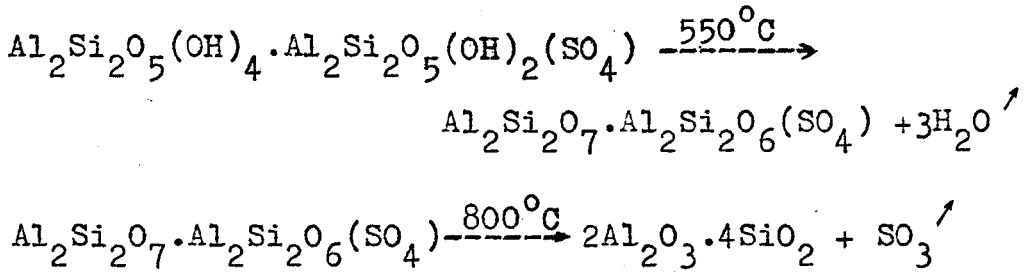 Al₂Si₂O₅(OH)₄.Al₂Si₂O₅(OH)₂(SO₄) 550°C ----→
Al₂Si₂O₇.Al₂Si₂O₆(SO₄) +3H₂O ↗
Al₂Si₂O₇.Al₂Si₂O₆(SO₄) 800°C ----→ 2Al₂O₃.4SiO₂ + SO₃ ↗